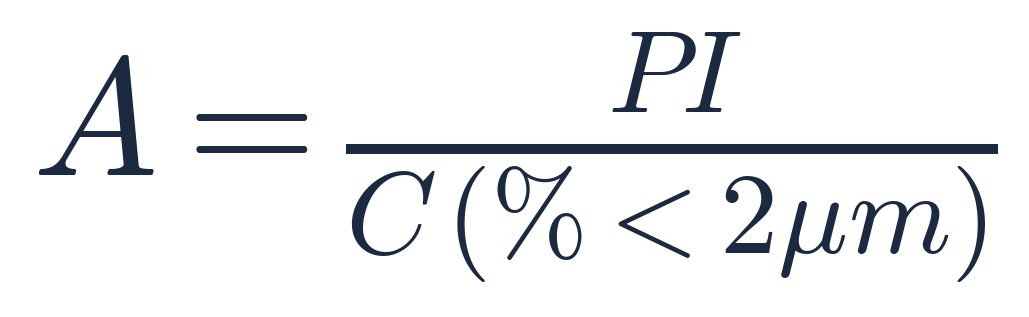 A = PI / C (% < 2μm)